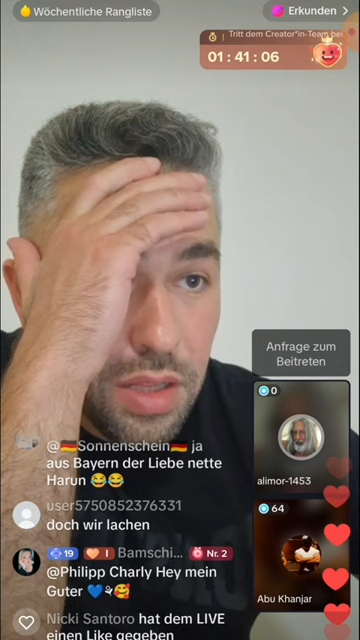 Wöchentliche Rangliste
Erkunden
Tritt dem Creator*in-Team bei
01 : 41 : 06
Anfrage zum
Beitreten
0
alimor-1453
64
Abu Khanjar
@🇩🇪Sonnenschein🇩🇪 ja
aus Bayern der Liebe nette
Harun 😂😂
user5750852376331
doch wir lachen
19 I Bamschi... Nr. 2
@Philipp Charly Hey mein
Guter 💙🌪🥰
Nicki Santoro hat dem LIVE
einen Like gegeben